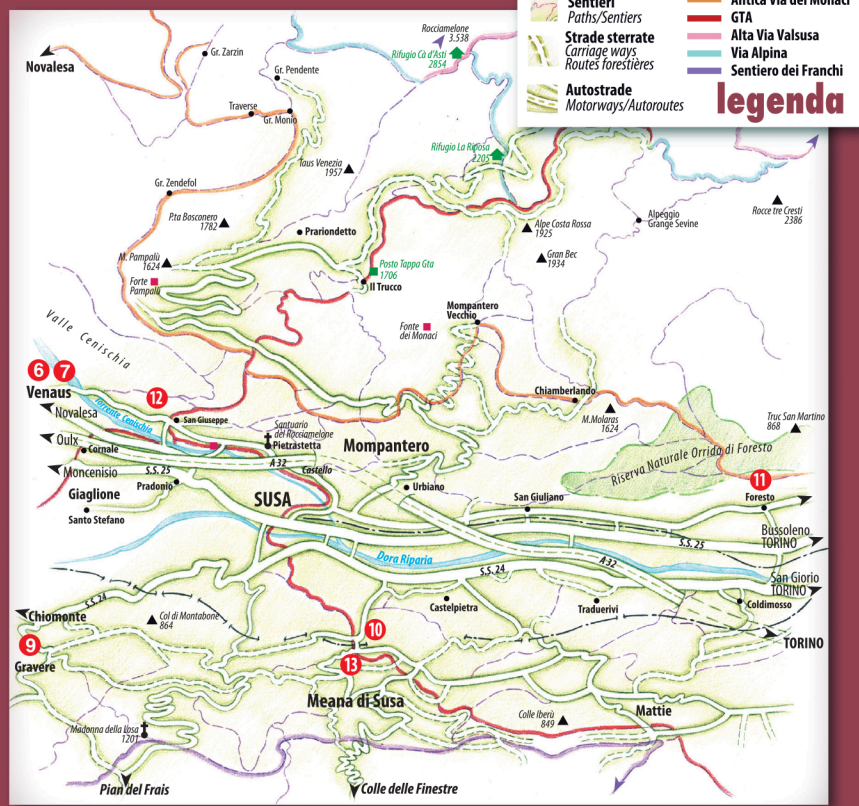 Sentieri
Paths/Sentiers
Strade sterrate
Carriage ways
Routes forestières
Autostrade
Motorways/Autoroutes
Antica Via dei Monaci
GTA
Alta Via Valsusa
Via Alpina
Sentiero dei Franchi
legenda
Rocciamelone
3.538
Rifugio Cà d'Asti
2854
Gr. Zarzin
Novalesa
Gr. Pendente
Traverse
Gr. Monio
Rifugio La Riposa
2205
Taus Venezia
1957
Gr. Zendefol
Rocce tre Cresti
2386
P.ta Bosconero
1782
Alpeggio
Grange Sevine
Alpe Costa Rossa
1925
Prariondetto
Gran Bec
1934
M. Pampalù
1624
Posto Tappa Gta
1706
Forte
Pampalù
Il Trucco
Mompantero
Vecchio
Fonte
dei Monaci
Valle Cenischia
6
7
Venaus
12
Chiamberlando
Novalesa
Torrente Cenischia
San Giuseppe
M.Molaras
1624
Truc San Martino
868
Santuario
del Rocciamelone
Pietrastetta
Mompantero
Oulx
Cornale
Riserva Naturale Orrido di Foresto
A 32
Castello
Moncenisio
S.S. 25
11
Pradonio
Urbiano
Giaglione
SUSA
San Giuliano
Foresto
Santo Stefano
Bussoleno
TORINO
S.S. 25
Dora Riparia
A 32
S.S. 24
San Giorio
TORINO
S.S. 24
Castelpietra
Traduerivi
Coldimosso
Chiomonte
Col di Montabone
864
10
TORINO
9
Gravere
13
Meana di Susa
Mattie
Colle Iberù
849
Madonna della Losa
1201
Pian del Frais
Colle delle Finestre